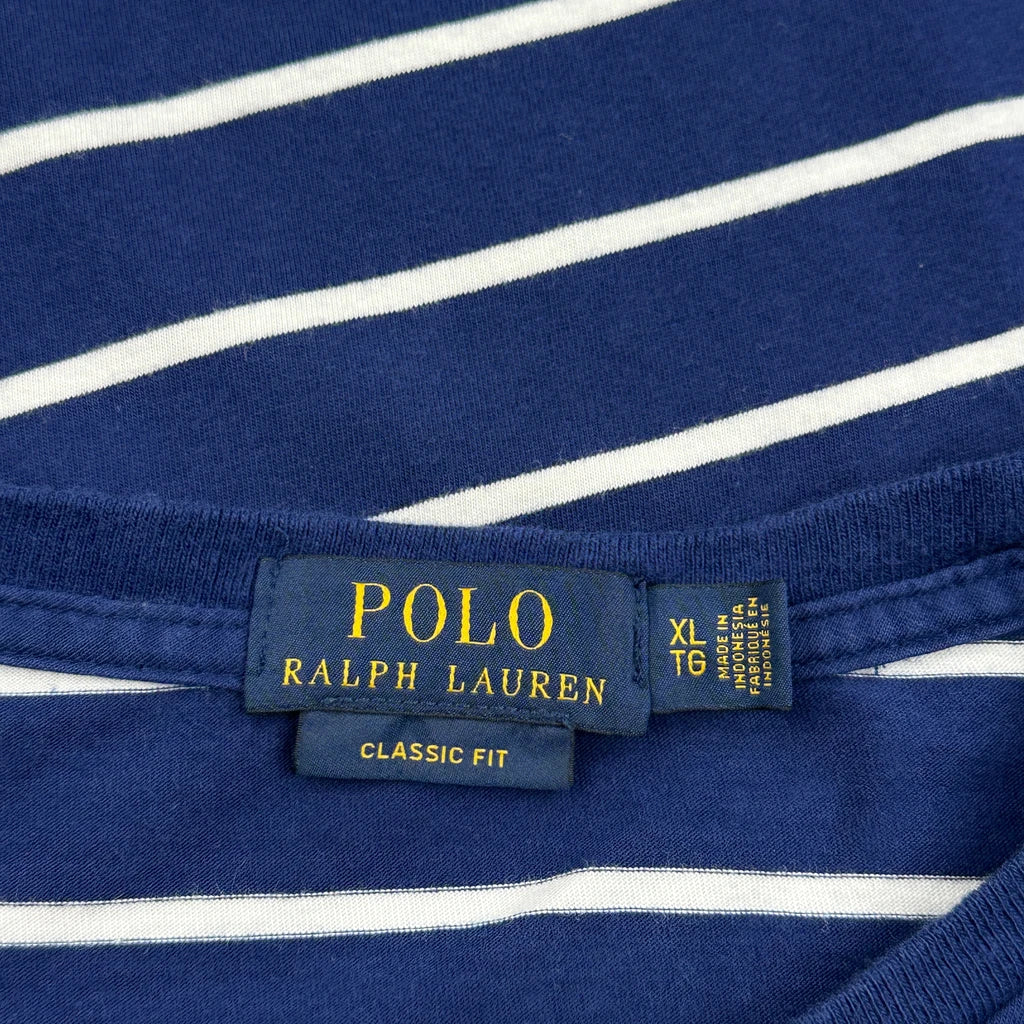 POLO
RALPH LAUREN
CLASSIC FIT
XL
TG
MADE IN
INDONESIA
FABRIQUÉ EN
INDONÉSIE